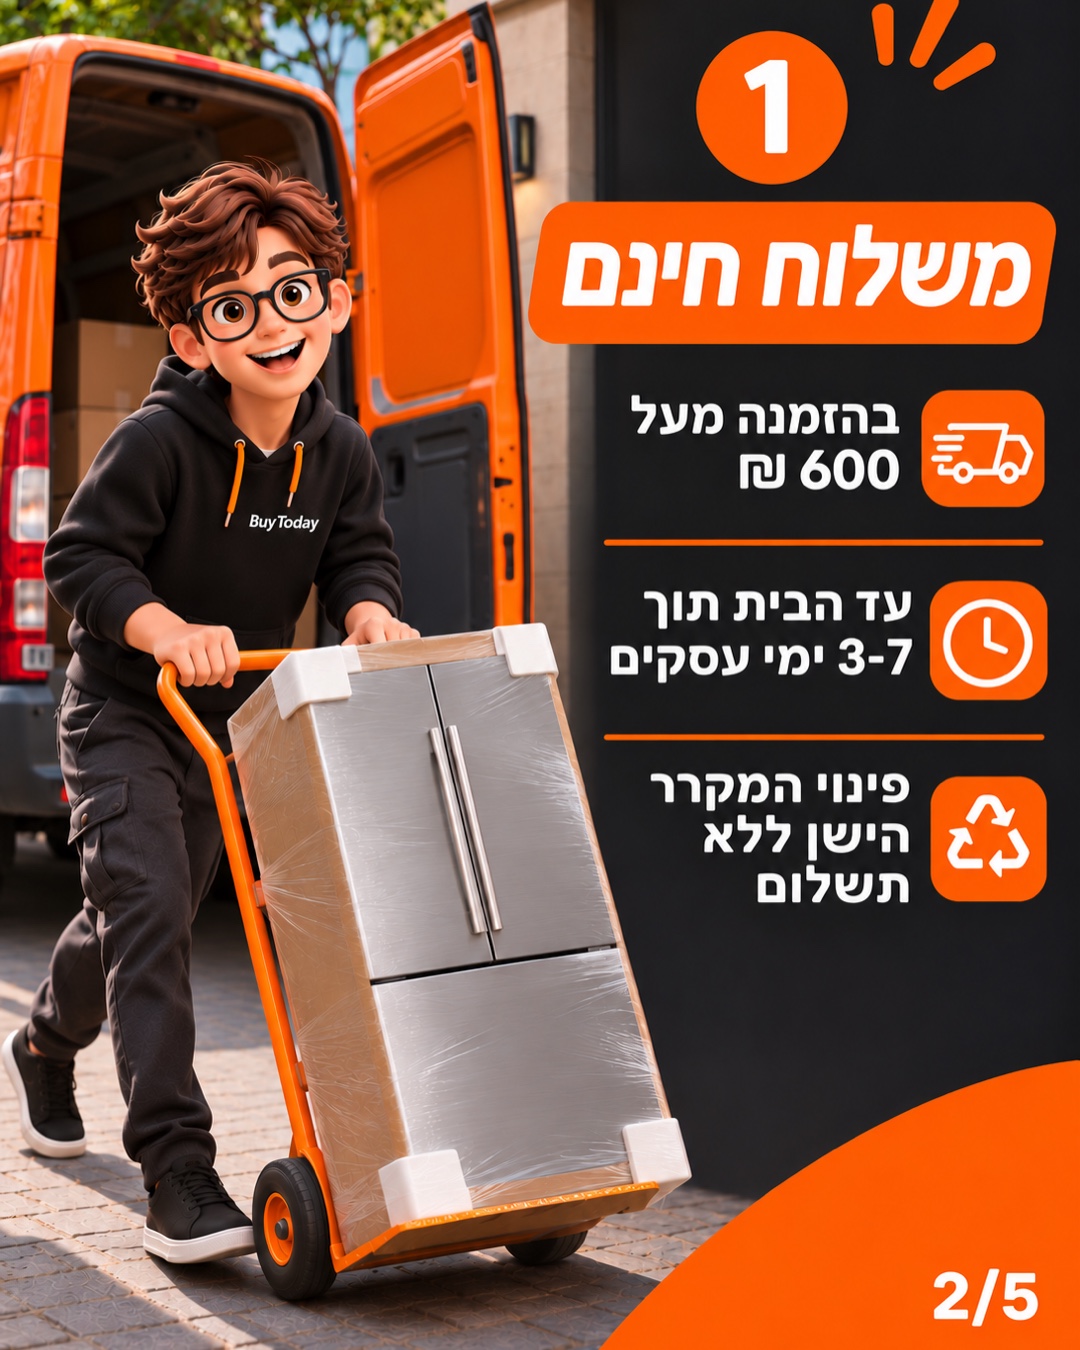 1
משלוח חינם
בהזמנה מעל
600 ₪
עד הבית תוך
3-7 ימי עסקים
פינוי המקרר
הישן ללא
תשלום
BuyToday
2/5